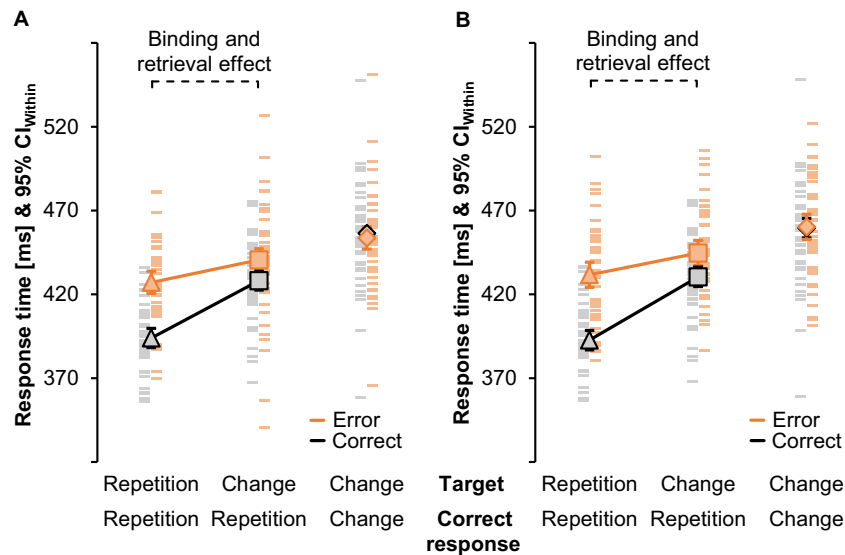 A
Binding and
retrieval effect
Response time [ms] & 95% CI_Within
520
470
420
370
Error
Correct
B
Binding and
retrieval effect
Response time [ms] & 95% CI_Within
520
470
420
370
Error
Correct
Repetition Change Change Target Repetition Change Change
Repetition Repetition Change Correct Repetition Repetition Change
response